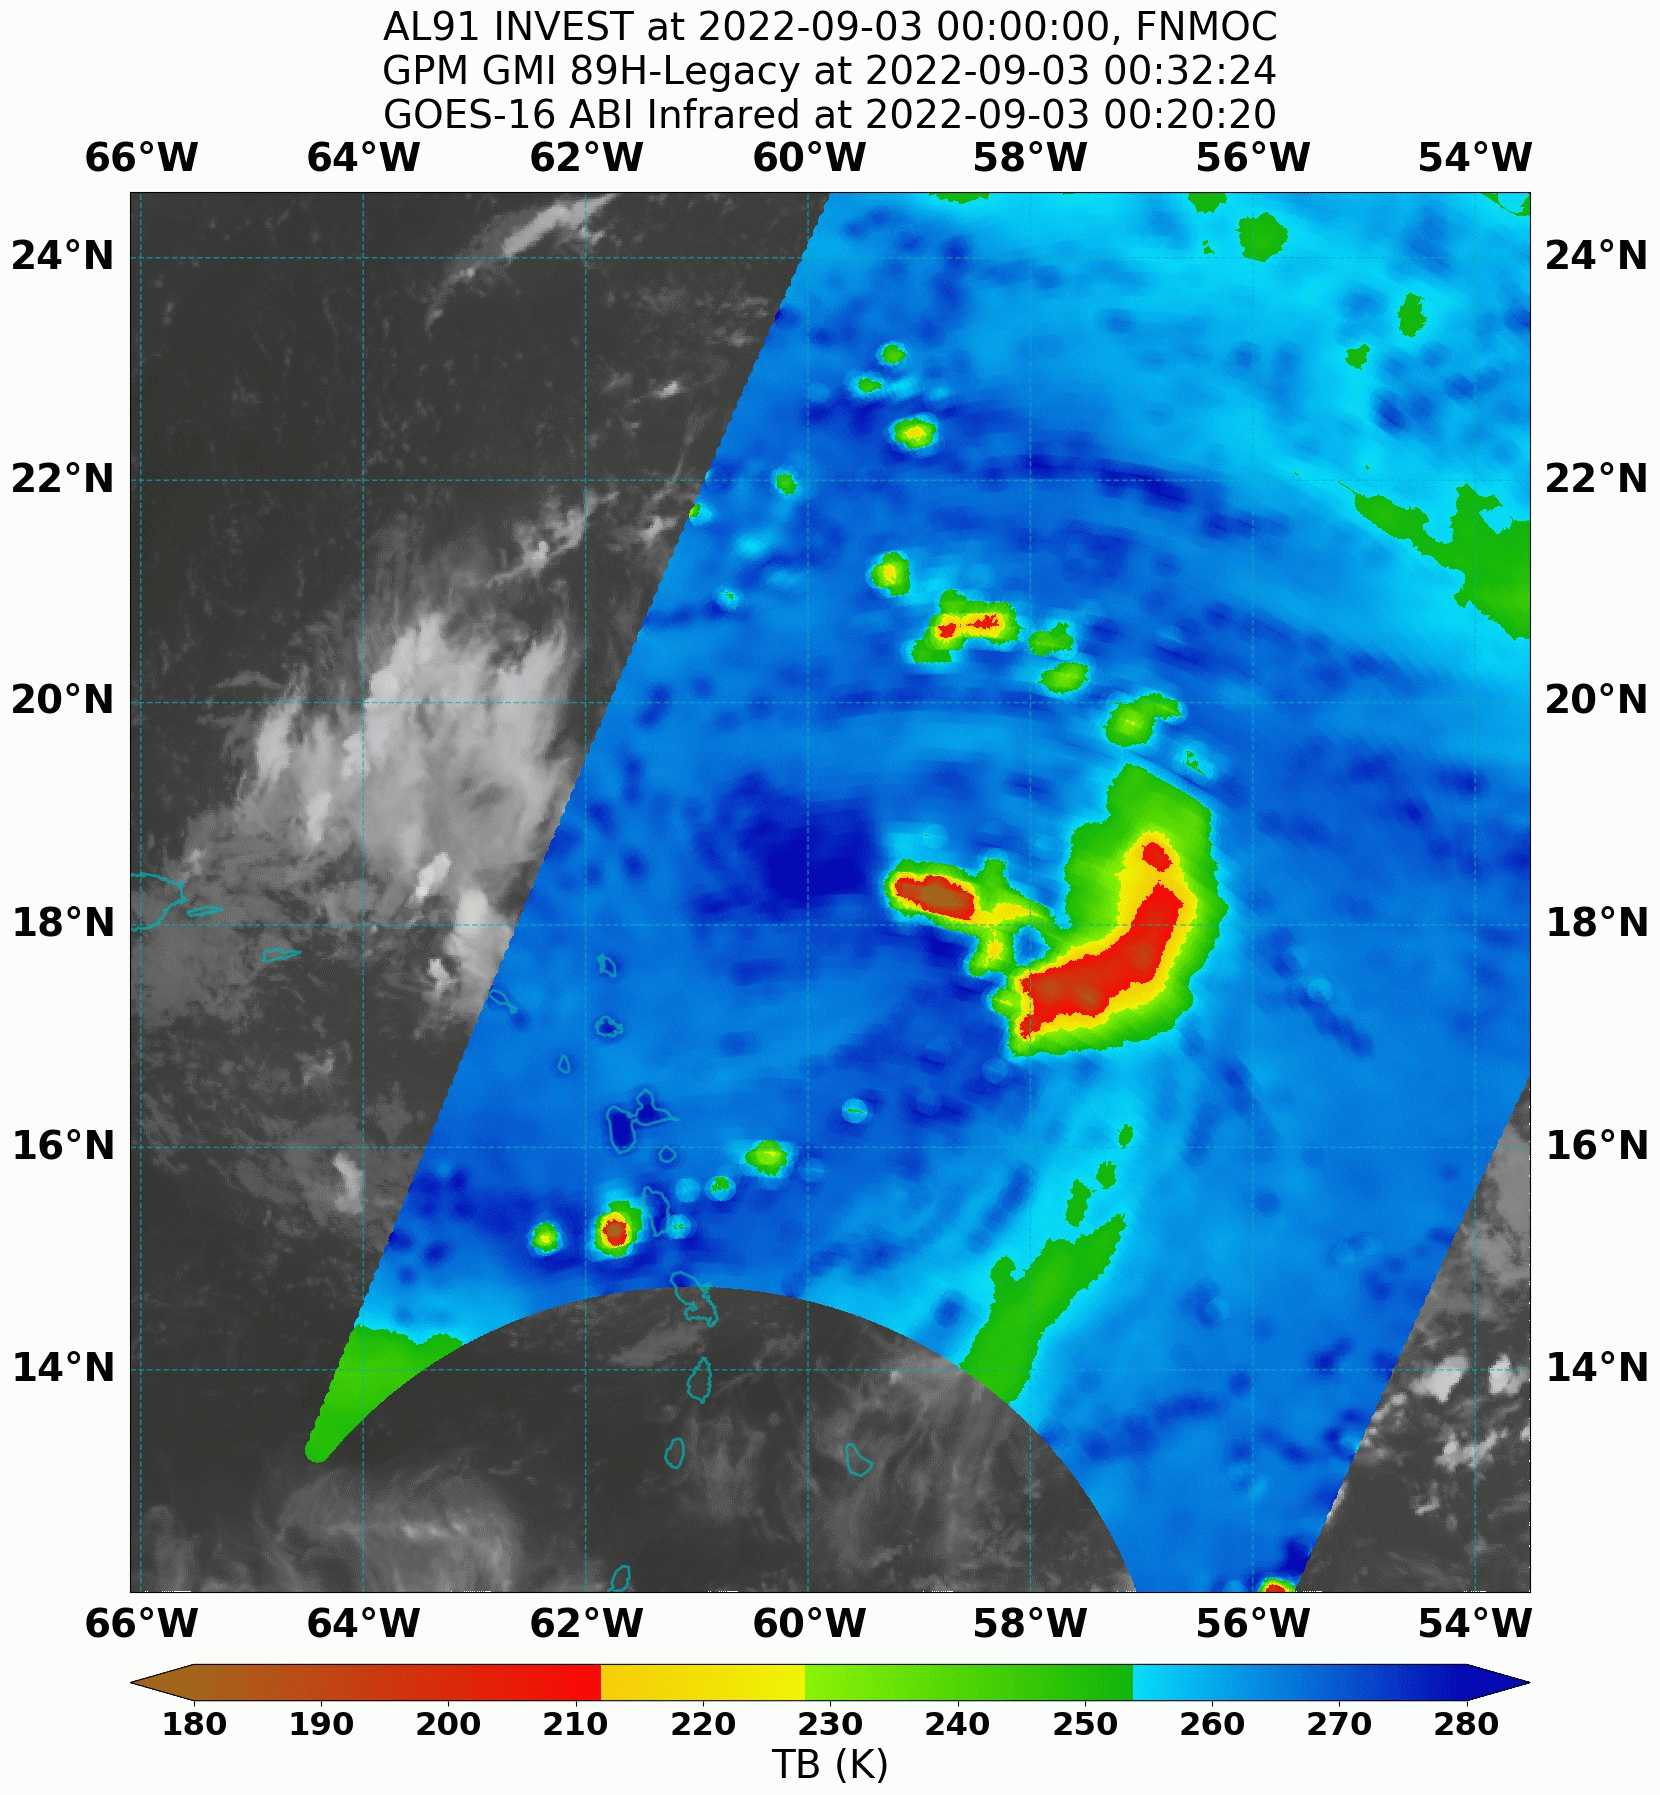 AL91 INVEST at 2022-09-03 00:00:00, FNMOC
GPM GMI 89H-Legacy at 2022-09-03 00:32:24
GOES-16 ABI Infrared at 2022-09-03 00:20:20
66°W 64°W 62°W 60°W 58°W 56°W 54°W
24°N 24°N
22°N 22°N
20°N 20°N
18°N 18°N
16°N 16°N
14°N 14°N
66°W 64°W 62°W 60°W 58°W 56°W 54°W
180 190 200 210 220 230 240 250 260 270 280
TB (K)